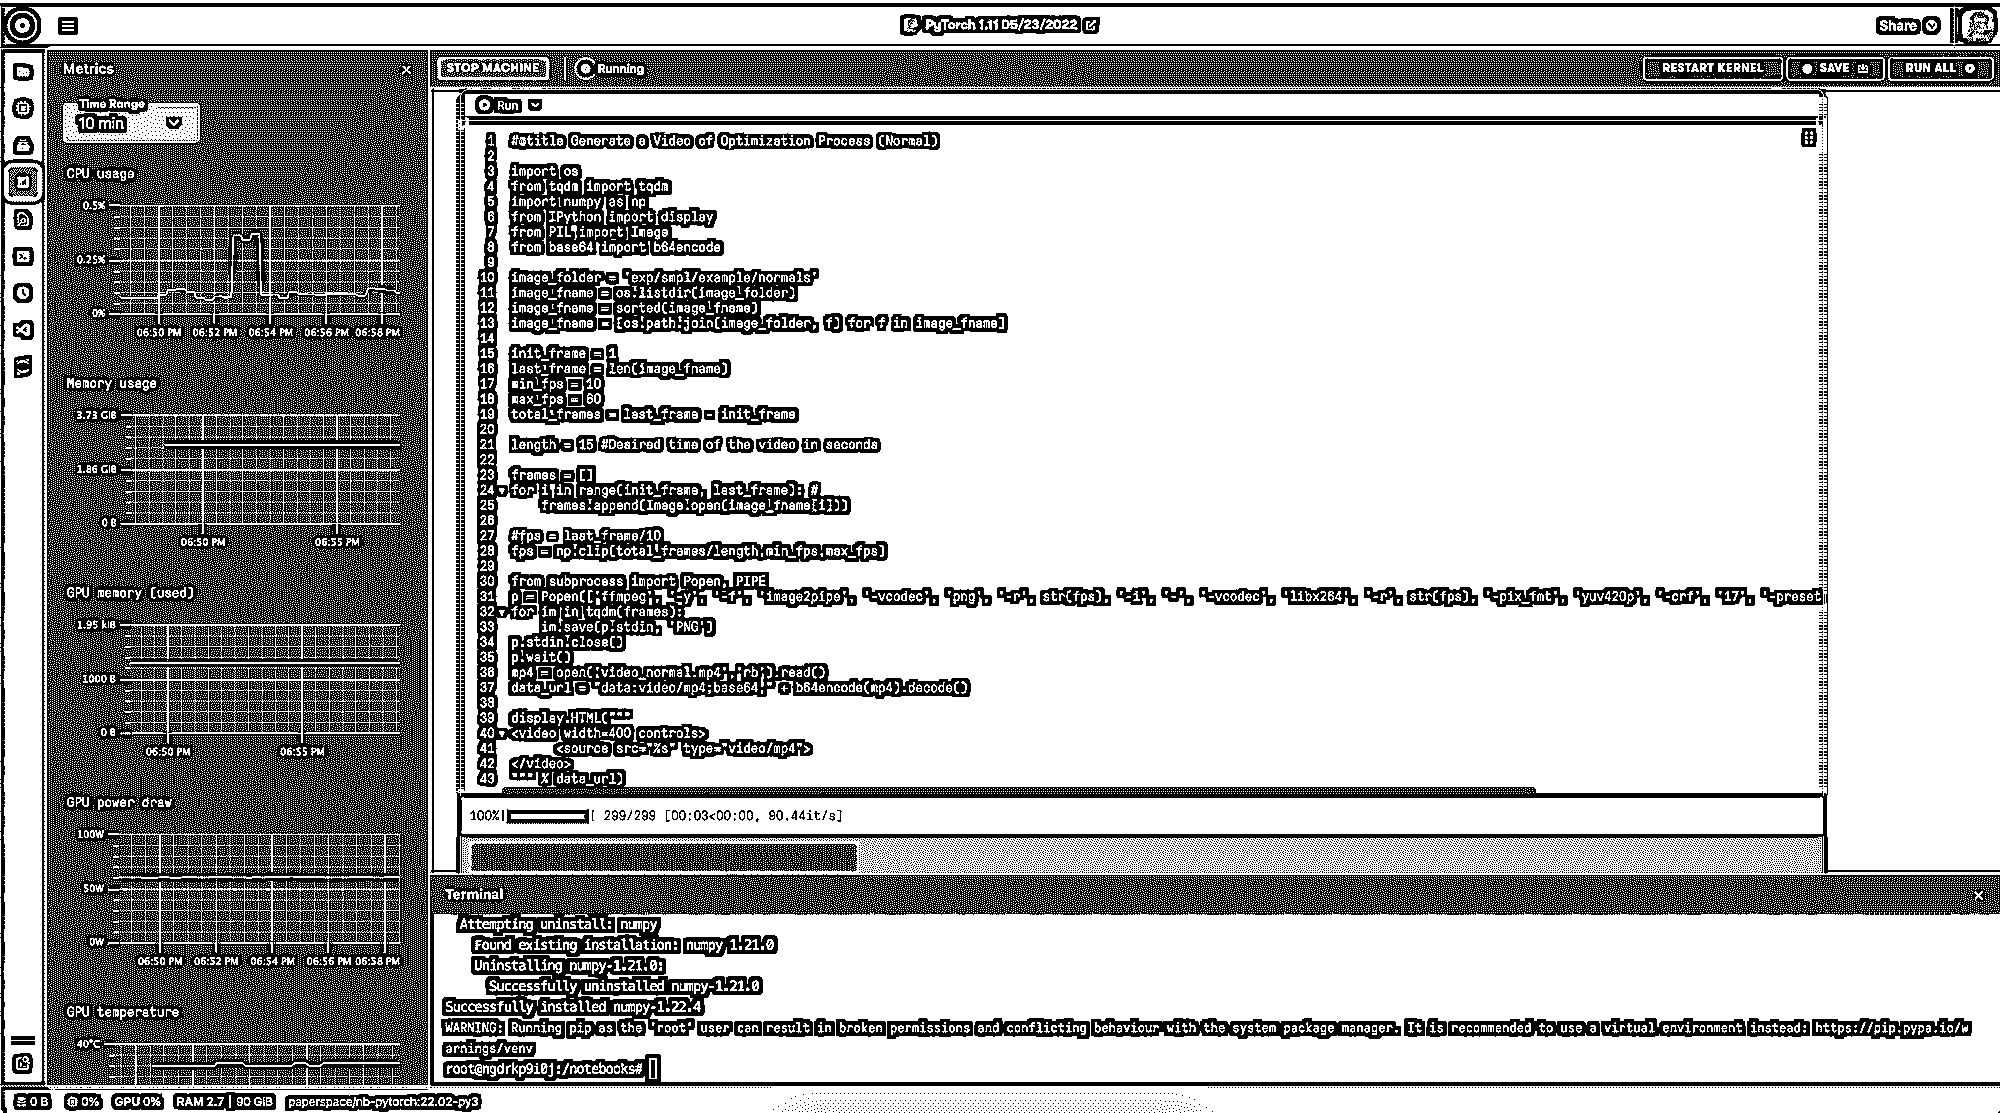 PyTorch 1.11 05/23/2022
Share
Metrics
Time Range
10 min
CPU usage
0.5%
0.25%
0%
06:50 PM 06:52 PM 06:54 PM 06:56 PM 06:58 PM
Memory usage
3.73 GiB
1.86 GiB
0 B
06:50 PM 06:55 PM
GPU memory (used)
1.95 kiB
1000 B
0 B
06:50 PM 06:55 PM
GPU power draw
100W
50W
0W
06:50 PM 06:52 PM 06:54 PM 06:56 PM 06:58 PM
GPU temperature
40°C
STOP MACHINE
Running
RESTART KERNEL
SAVE
RUN ALL
Run
1 #@title Generate a Video of Optimization Process (Normal)
2
3 import os
4 from tqdm import tqdm
5 import numpy as np
6 from IPython import display
7 from PIL import Image
8 from base64 import b64encode
9
10 image_folder = 'exp/smpl/example/normals'
11 image_fname = os.listdir(image_folder)
12 image_fname = sorted(image_fname)
13 image_fname = [os.path.join(image_folder, f) for f in image_fname]
14
15 init_frame = 1
16 last_frame = len(image_fname)
17 min_fps = 10
18 max_fps = 60
19 total_frames = last_frame - init_frame
20
21 length = 15 #Desired time of the video in seconds
22
23 frames = []
24 for i in range(init_frame, last_frame): #
25 frames.append(Image.open(image_fname[i]))
26
27 #fps = last_frame/10
28 fps = np.clip(total_frames/length,min_fps,max_fps)
29
30 from subprocess import Popen, PIPE
31 p = Popen(['ffmpeg', '-y', '-f', 'image2pipe', '-vcodec', 'png', '-r', str(fps), '-i', '-', '-vcodec', 'libx264', '-r', str(fps), '-pix_fmt', 'yuv420p', '-crf', '17', '-preset
32 for im in tqdm(frames):
33 im.save(p.stdin, 'PNG')
34 p.stdin.close()
35 p.wait()
36 mp4 = open('video_normal.mp4','rb').read()
37 data_url = "data:video/mp4;base64," + b64encode(mp4).decode()
38
39 display.HTML("""
40 <video width=400 controls>
41 <source src="%s" type="video/mp4">
42 </video>
43 """ % data_url)
100%| | 299/299 [00:03<00:00, 90.44it/s]
Terminal
Attempting uninstall: numpy
Found existing installation: numpy 1.21.0
Uninstalling numpy-1.21.0:
Successfully uninstalled numpy-1.21.0
Successfully installed numpy-1.22.4
WARNING: Running pip as the 'root' user can result in broken permissions and conflicting behaviour with the system package manager. It is recommended to use a virtual environment instead: https://pip.pypa.io/w
arnings/venv
root@ngdrkp9i0j:/notebooks#
0 B 0% GPU 0% RAM 2.7 | 90 GiB paperspace/nb-pytorch:22.02-py3